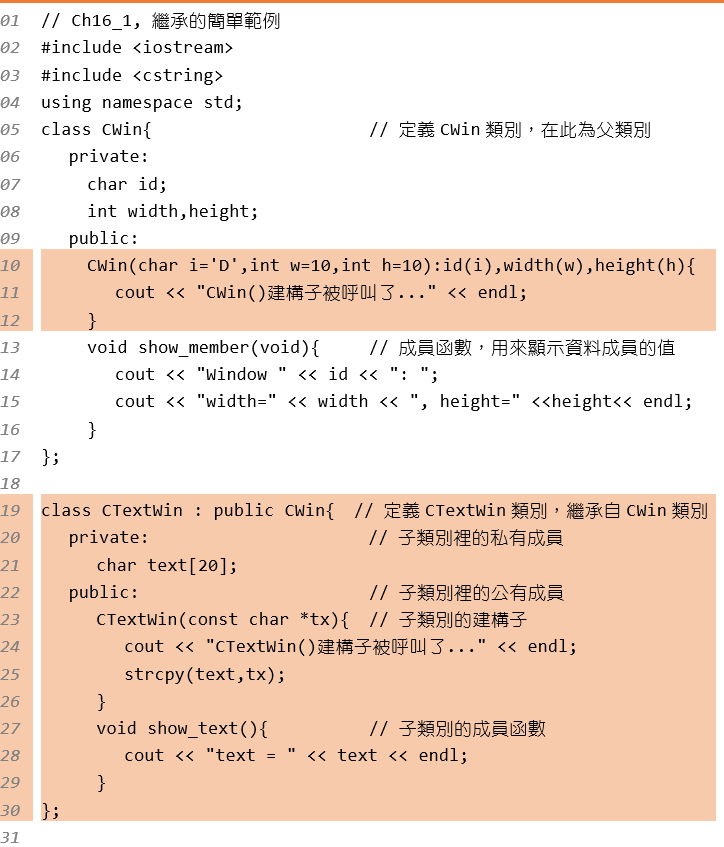 01 // Ch16_1, 繼承的簡單範例
02 #include <iostream>
03 #include <cstring>
04 using namespace std;
05 class CWin{ // 定義 CWin 類別，在此為父類別
06 private:
07 char id;
08 int width,height;
09 public:
10 CWin(char i='D',int w=10,int h=10):id(i),width(w),height(h){
11 cout << "CWin()建構子被呼叫了..." << endl;
12 }
13 void show_member(void){ // 成員函數，用來顯示資料成員的值
14 cout << "Window " << id << ": ";
15 cout << "width=" << width << ", height=" <<height<< endl;
16 }
17 };
18
19 class CTextWin : public CWin{ // 定義 CTextWin 類別，繼承自 CWin 類別
20 private: // 子類別裡的私有成員
21 char text[20];
22 public: // 子類別裡的公有成員
23 CTextWin(const char *tx){ // 子類別的建構子
24 cout << "CTextWin()建構子被呼叫了..." << endl;
25 strcpy(text,tx);
26 }
27 void show_text(){ // 子類別的成員函數
28 cout << "text = " << text << endl;
29 }
30 };
31